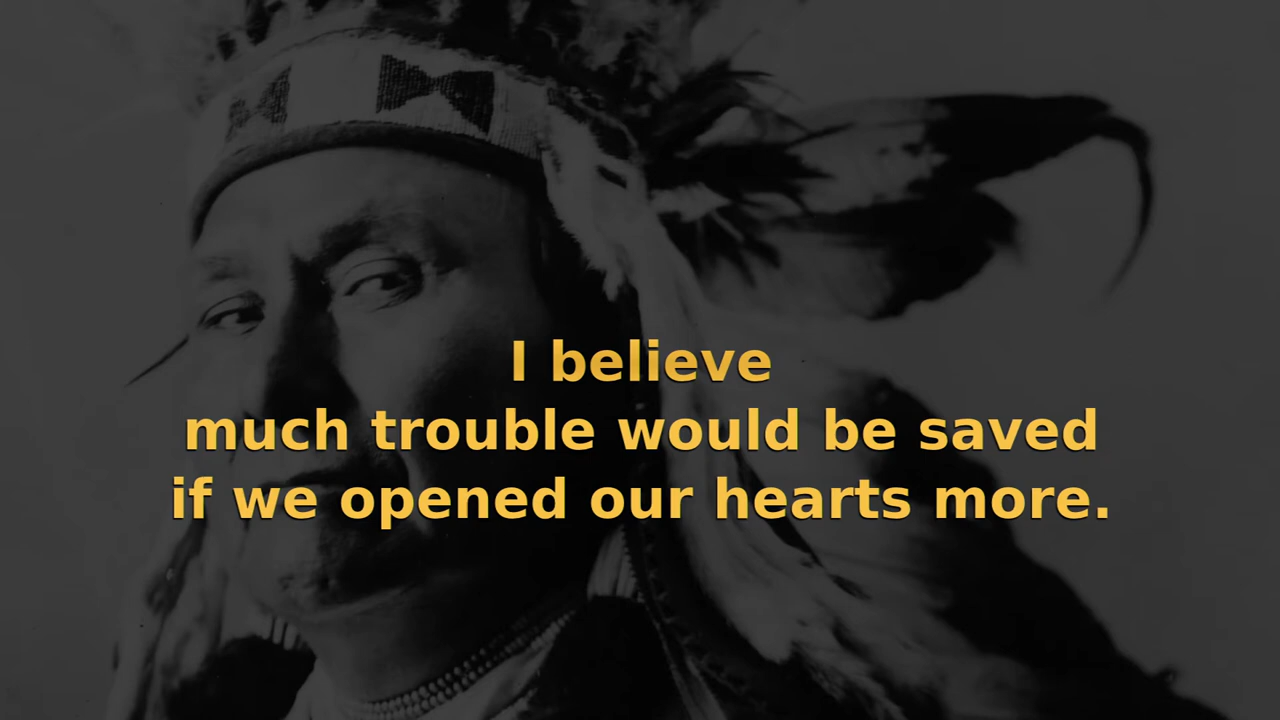 I believe
much trouble would be saved
if we opened our hearts more.